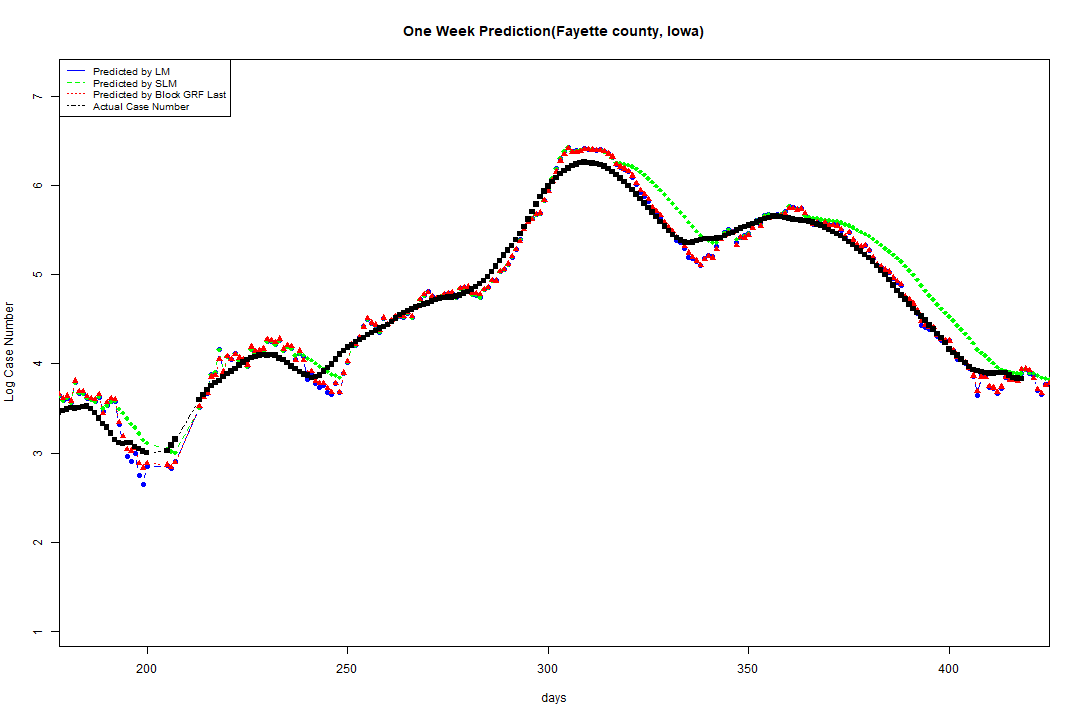 One Week Prediction(Fayette county, Iowa)
Predicted by LM
Predicted by SLM
Predicted by Block GRF Last
Actual Case Number
7
6
5
4
3
2
1
Log Case Number
200
250
300
350
400
days